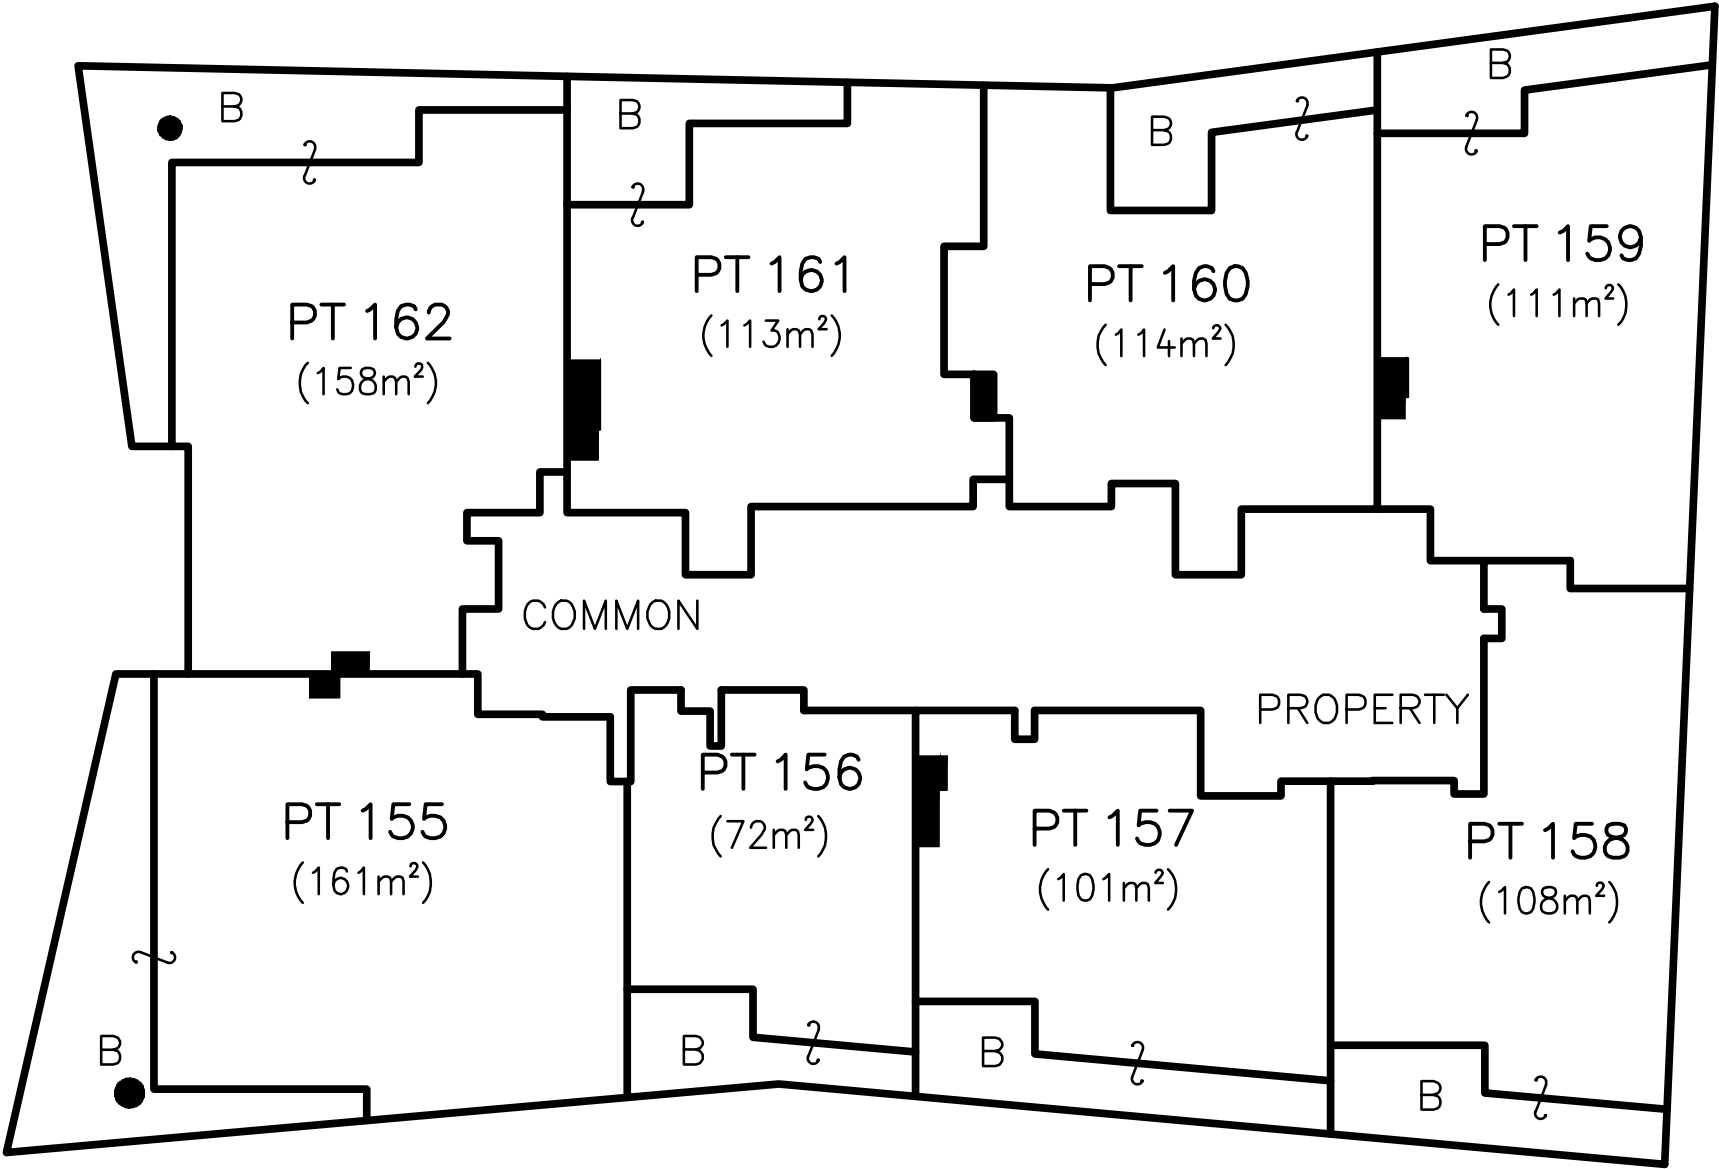 B
B
B
B
PT 162
(158m²)
PT 161
(113m²)
PT 160
(114m²)
PT 159
(111m²)
COMMON
PROPERTY
PT 155
(161m²)
PT 156
(72m²)
PT 157
(101m²)
PT 158
(108m²)
B
B
B
B